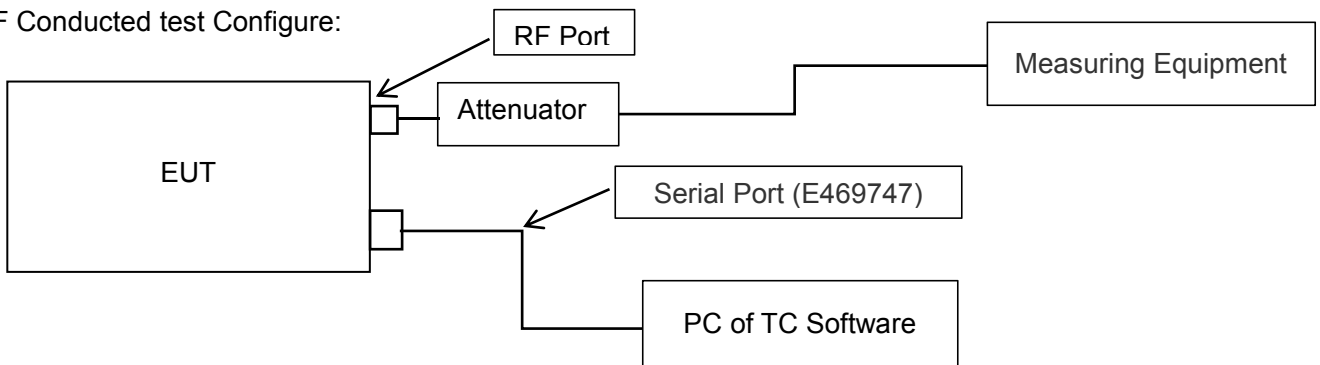 F Conducted test Configure:
RF Port
Measuring Equipment
Attenuator
EUT
Serial Port (E469747)
PC of TC Software